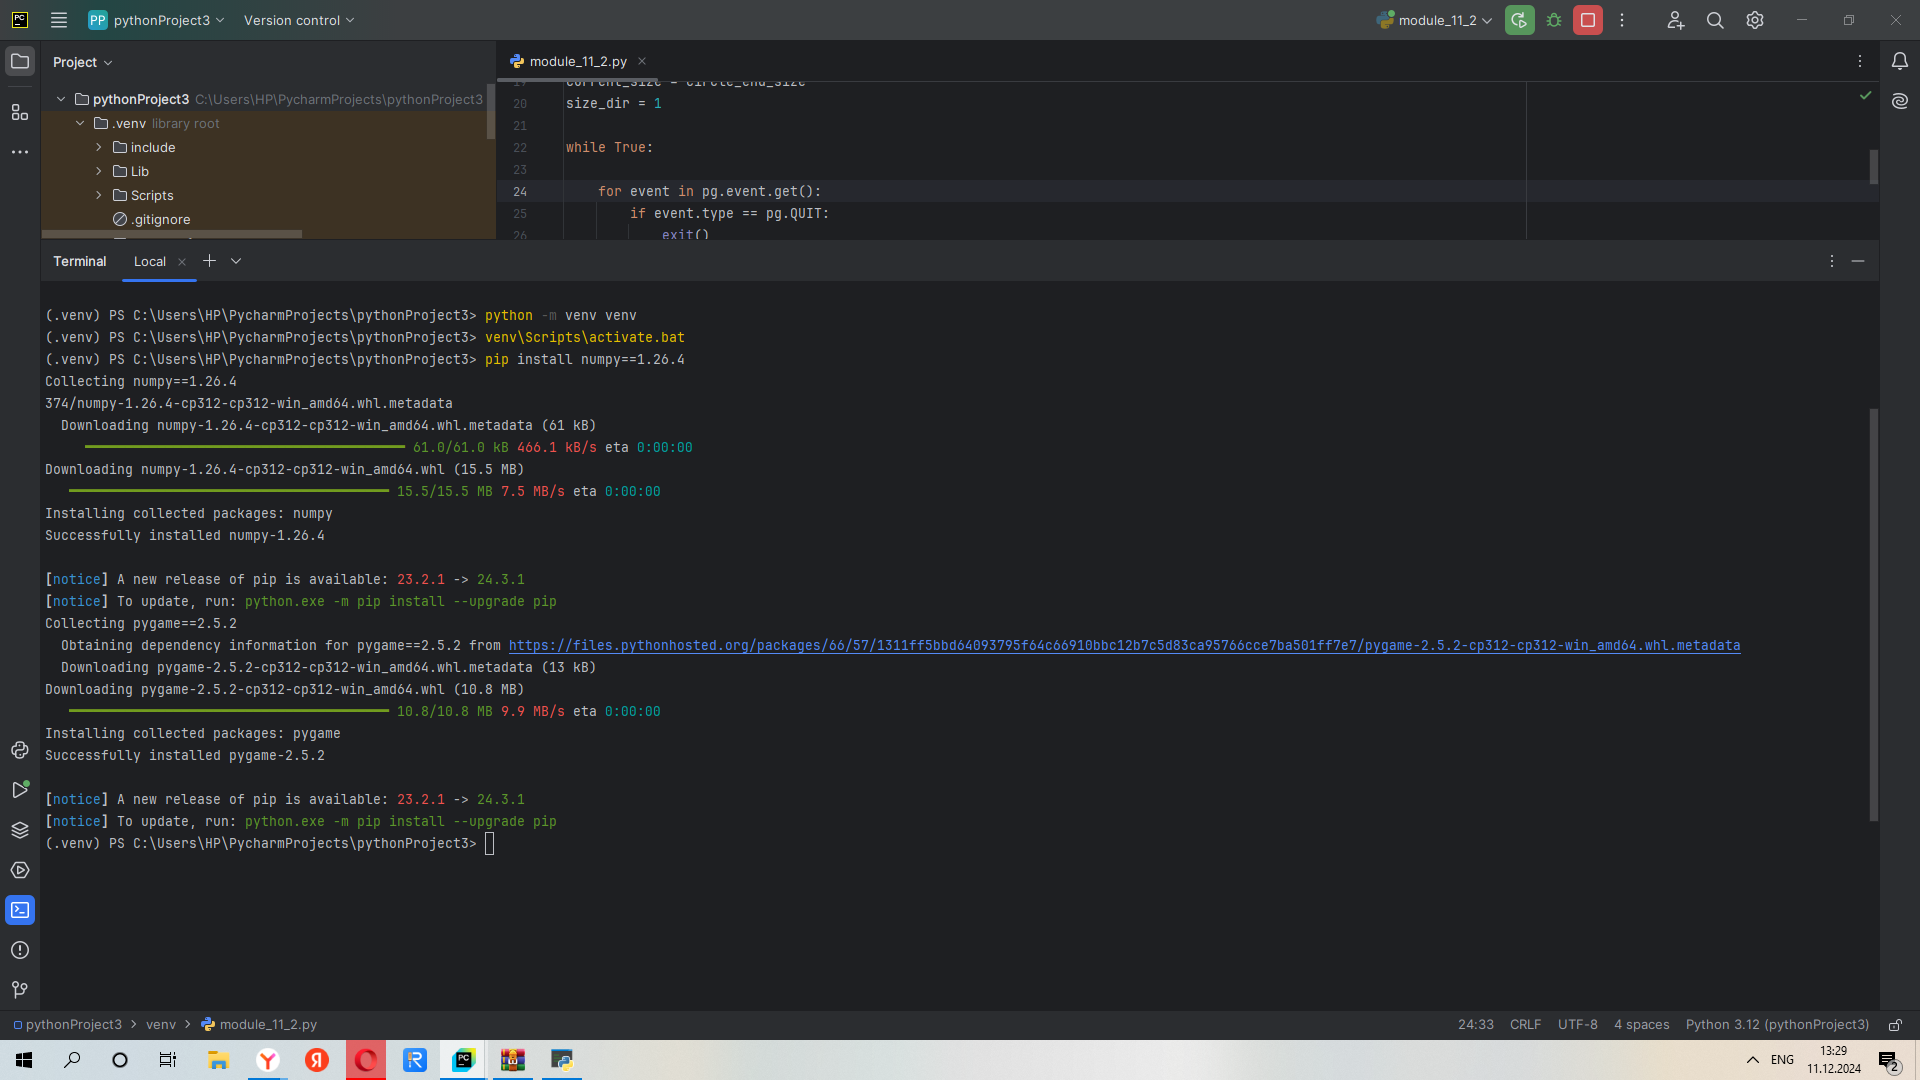 PC
PP pythonProject3
Version control
module_11_2
Project
module_11_2.py
pythonProject3 C:\Users\HP\PycharmProjects\pythonProject3
.venv library root
include
Lib
Scripts
.gitignore
19 current_size = circle_end_size
20 size_dir = 1
21
22 while True:
23
24 for event in pg.event.get():
25 if event.type == pg.QUIT:
26 exit()
Terminal
Local
(.venv) PS C:\Users\HP\PycharmProjects\pythonProject3> python -m venv venv
(.venv) PS C:\Users\HP\PycharmProjects\pythonProject3> venv\Scripts\activate.bat
(.venv) PS C:\Users\HP\PycharmProjects\pythonProject3> pip install numpy==1.26.4
Collecting numpy==1.26.4
374/numpy-1.26.4-cp312-cp312-win_amd64.whl.metadata
Downloading numpy-1.26.4-cp312-cp312-win_amd64.whl.metadata (61 kB)
61.0/61.0 kB 466.1 kB/s eta 0:00:00
Downloading numpy-1.26.4-cp312-cp312-win_amd64.whl (15.5 MB)
15.5/15.5 MB 7.5 MB/s eta 0:00:00
Installing collected packages: numpy
Successfully installed numpy-1.26.4
[notice] A new release of pip is available: 23.2.1 -> 24.3.1
[notice] To update, run: python.exe -m pip install --upgrade pip
Collecting pygame==2.5.2
Obtaining dependency information for pygame==2.5.2 from https://files.pythonhosted.org/packages/66/57/1311ff5bbd64093795f64c66910bbc12b7c5d83ca95766cce7ba501ff7e7/pygame-2.5.2-cp312-cp312-win_amd64.whl.metadata
Downloading pygame-2.5.2-cp312-cp312-win_amd64.whl.metadata (13 kB)
Downloading pygame-2.5.2-cp312-cp312-win_amd64.whl (10.8 MB)
10.8/10.8 MB 9.9 MB/s eta 0:00:00
Installing collected packages: pygame
Successfully installed pygame-2.5.2
[notice] A new release of pip is available: 23.2.1 -> 24.3.1
[notice] To update, run: python.exe -m pip install --upgrade pip
(.venv) PS C:\Users\HP\PycharmProjects\pythonProject3>
pythonProject3 > venv > module_11_2.py
24:33 CRLF UTF-8 4 spaces Python 3.12 (pythonProject3)
ENG
13:29
11.12.2024
2